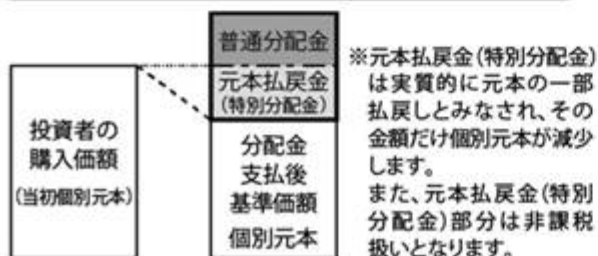 普通分配金
元本払戻金
(特別分配金)
投資者の
購入価額
(当初個別元本)
分配金
支払後
基準価額
個別元本
※元本払戻金(特別分配金)
は実質的に元本の一部
払戻しとみなされ、その
金額だけ個別元本が減少
します。
また、元本払戻金(特別
分配金)部分は非課税
扱いとなります。